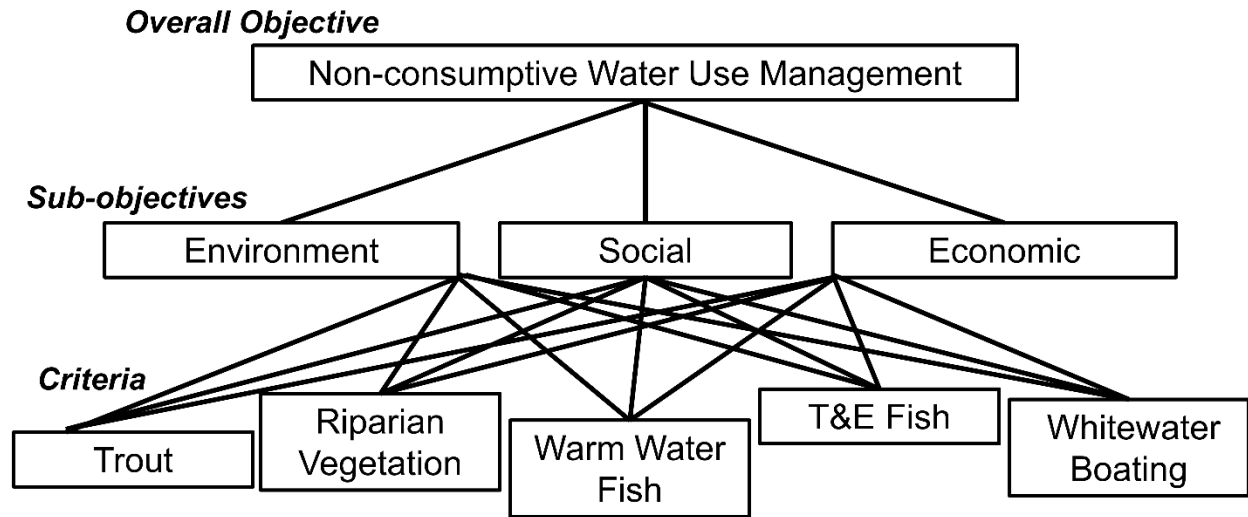 Overall Objective
Non-consumptive Water Use Management
Sub-objectives
Environment
Social
Economic
Criteria
Trout
Riparian
Vegetation
Warm Water
Fish
T&E Fish
Whitewater
Boating